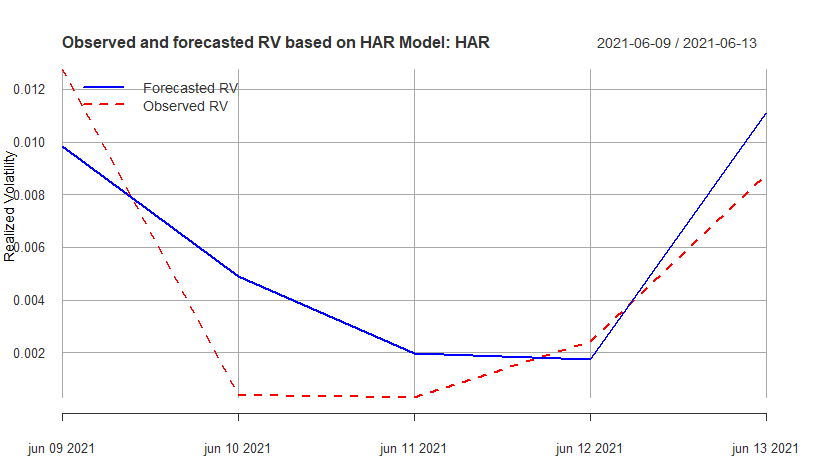 Observed and forecasted RV based on HAR Model: HAR
2021-06-09 / 2021-06-13
Forecasted RV
Observed RV
Realized Volatility
0.012
0.010
0.008
0.006
0.004
0.002
jun 09 2021
jun 10 2021
jun 11 2021
jun 12 2021
jun 13 2021